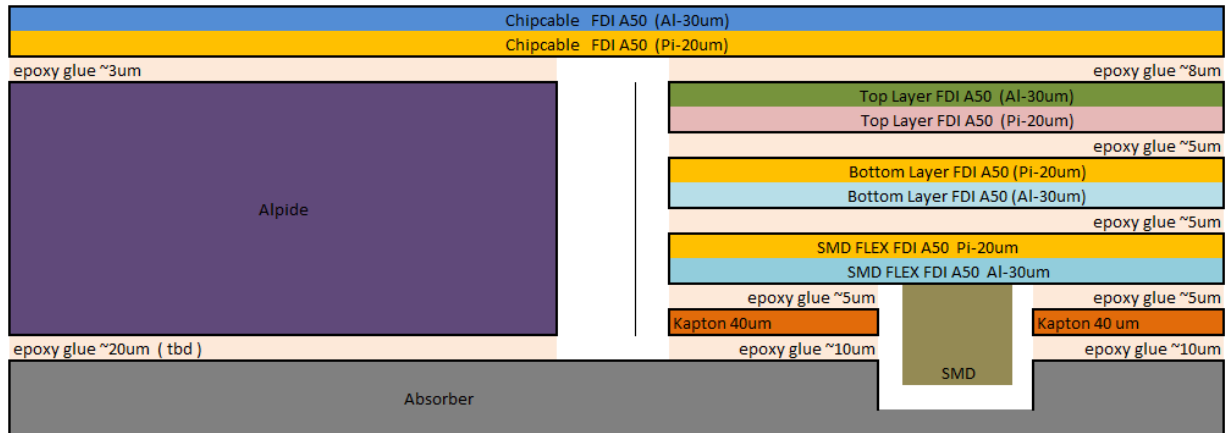 Chipcable FDI A50 (Al-30um)
Chipcable FDI A50 (Pi-20um)
epoxy glue ~3um
epoxy glue ~8um
Top Layer FDI A50 (Al-30um)
Top Layer FDI A50 (Pi-20um)
epoxy glue ~5um
Bottom Layer FDI A50 (Pi-20um)
Alpide
Bottom Layer FDI A50 (Al-30um)
epoxy glue ~5um
SMD FLEX FDI A50 Pi-20um
SMD FLEX FDI A50 Al-30um
epoxy glue ~5um
epoxy glue ~5um
Kapton 40um
Kapton 40 um
epoxy glue ~20um ( tbd )
epoxy glue ~10um
epoxy glue ~10um
SMD
Absorber